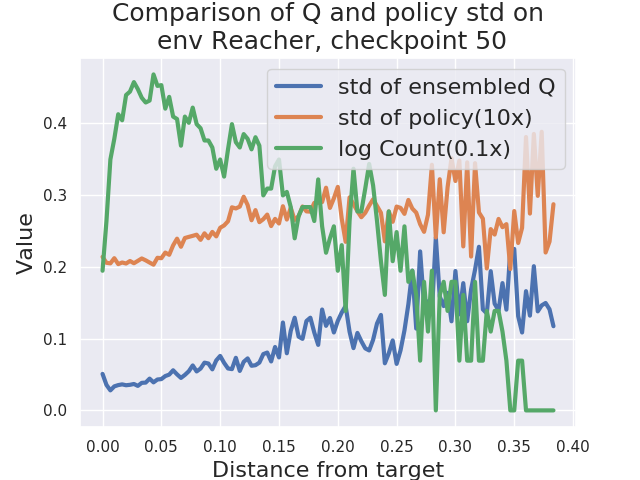 Comparison of Q and policy std on
env Reacher, checkpoint 50
std of ensembled Q
std of policy(10x)
log Count(0.1x)
Value
0.4
0.3
0.2
0.1
0.0
0.00 0.05 0.10 0.15 0.20 0.25 0.30 0.35 0.40
Distance from target